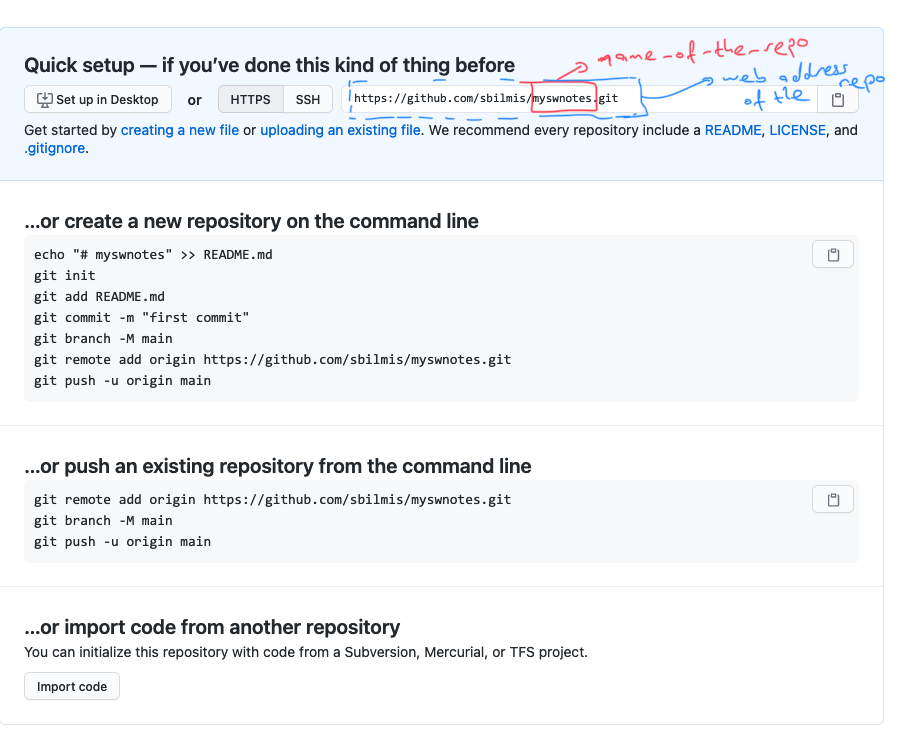 Quick setup — if you’ve done this kind of thing before
name-of-the-repo
Set up in Desktop or HTTPS SSH https://github.com/sbilmis/myswnotes.git
web address
of the repo
Get started by creating a new file or uploading an existing file. We recommend every repository include a README, LICENSE, and
.gitignore.
...or create a new repository on the command line
echo "# myswnotes" >> README.md
git init
git add README.md
git commit -m "first commit"
git branch -M main
git remote add origin https://github.com/sbilmis/myswnotes.git
git push -u origin main
...or push an existing repository from the command line
git remote add origin https://github.com/sbilmis/myswnotes.git
git branch -M main
git push -u origin main
...or import code from another repository
You can initialize this repository with code from a Subversion, Mercurial, or TFS project.
Import code